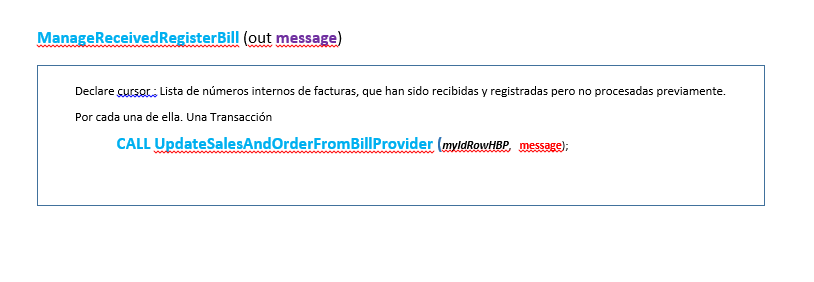 ManageReceivedRegisterBill (out message)
Declare cursor : Lista de números internos de facturas, que han sido recibidas y registradas pero no procesadas previamente.
Por cada una de ella. Una Transacción
CALL UpdateSalesAndOrderFromBillProvider (myIdRowHBP, message);